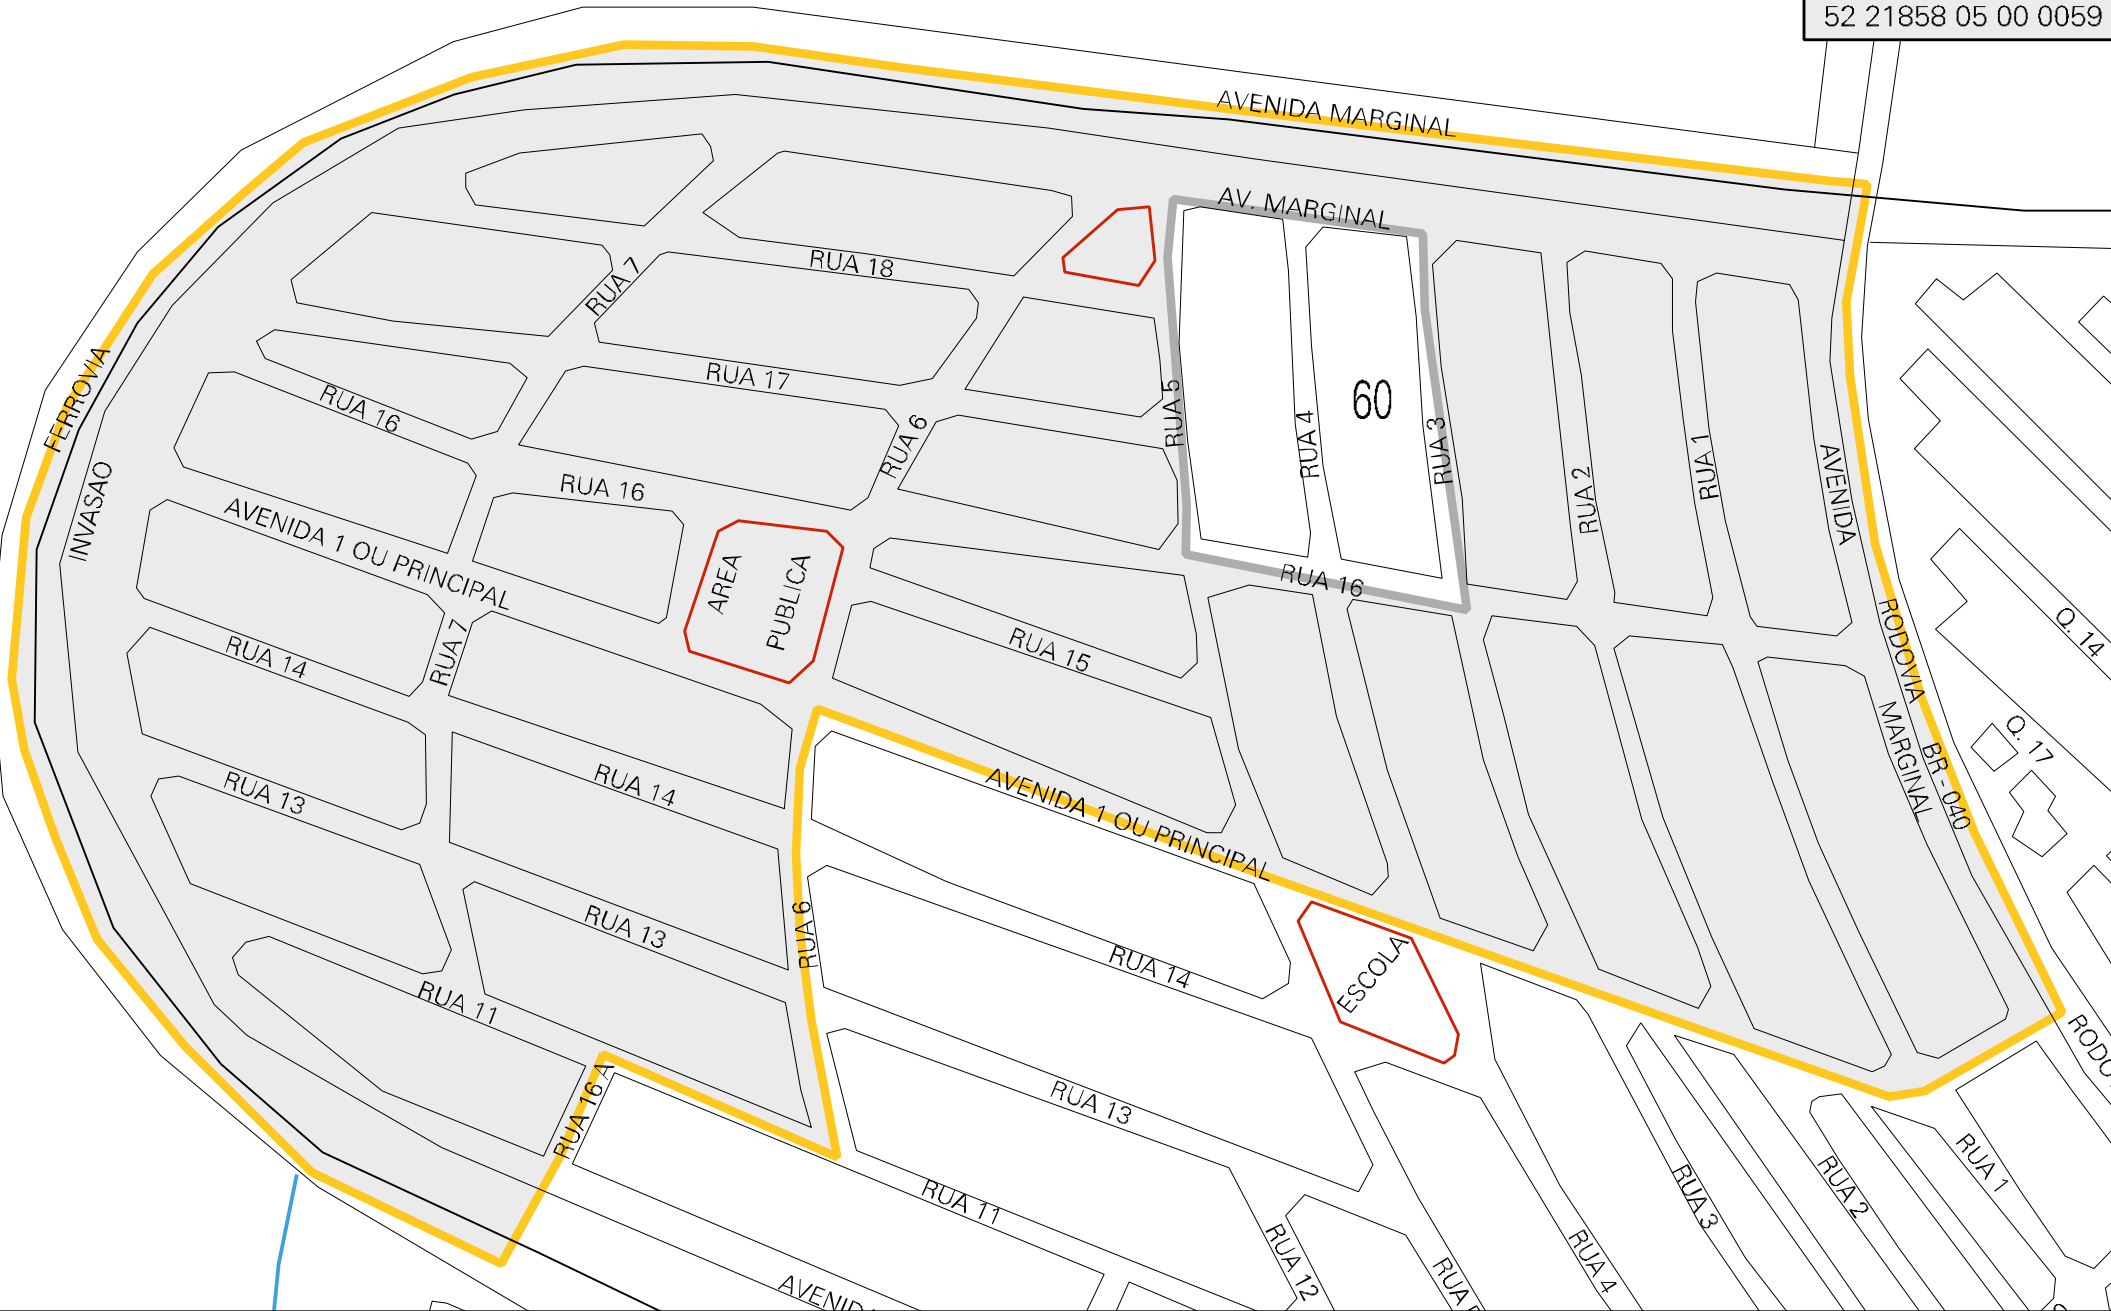 52 21858 05 00 0059
AVENIDA MARGINAL
AV. MARGINAL
RUA 18
RUA 7
RUA 17
RUA 16
RUA 6
RUA 5
60
RUA 4
RUA 3
RUA 2
RUA 1
AVENIDA
FERROVIA
INVASAO
RUA 16
AVENIDA 1 OU PRINCIPAL
AREA
PUBLICA
RUA 16
RUA 15
RUA 14
RUA 7
RODOVIA
BR - 040
MARGINAL
Q. 14
Q. 17
RUA 13
RUA 14
AVENIDA 1 OU PRINCIPAL
RUA 6
RUA 13
RUA 14
ESCOLA
RUA 11
RUA 16 A
RUA 13
RUA 11
RUA 12
RUA 4
RUA 3
RUA 2
RUA 1
RUA